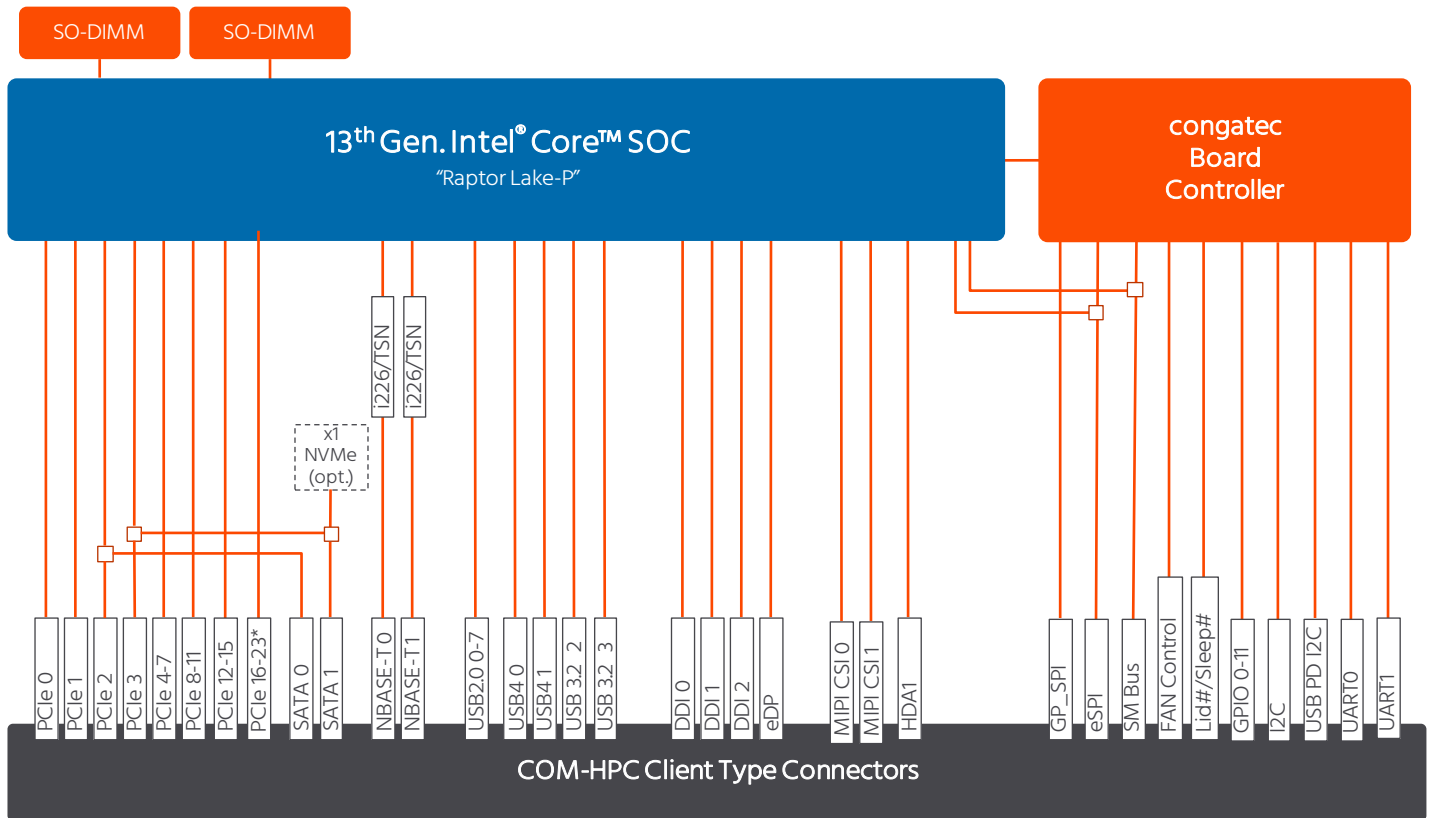 SO-DIMM
SO-DIMM
13th Gen. Intel® Core™ SOC
"Raptor Lake-P"
congatec
Board
Controller
i226/TSN
i226/TSN
x1
NVMe
(opt.)
PCIe 0
PCIe 1
PCIe 2
PCIe 3
PCIe 4-7
PCIe 8-11
PCIe 12-15
PCIe 16-23*
SATA 0
SATA 1
NBASE-T 0
NBASE-T 1
USB2.0 0-7
USB4 0
USB4 1
USB 3.2 2
USB 3.2 3
DDI 0
DDI 1
DDI 2
eDP
MIPI CSI 0
MIPI CSI 1
HDA1
GP_SPI
eSPI
SM Bus
FAN Control
Lid#/Sleep#
GPIO 0-11
I2C
USB PD I2C
UART0
UART1
COM-HPC Client Type Connectors